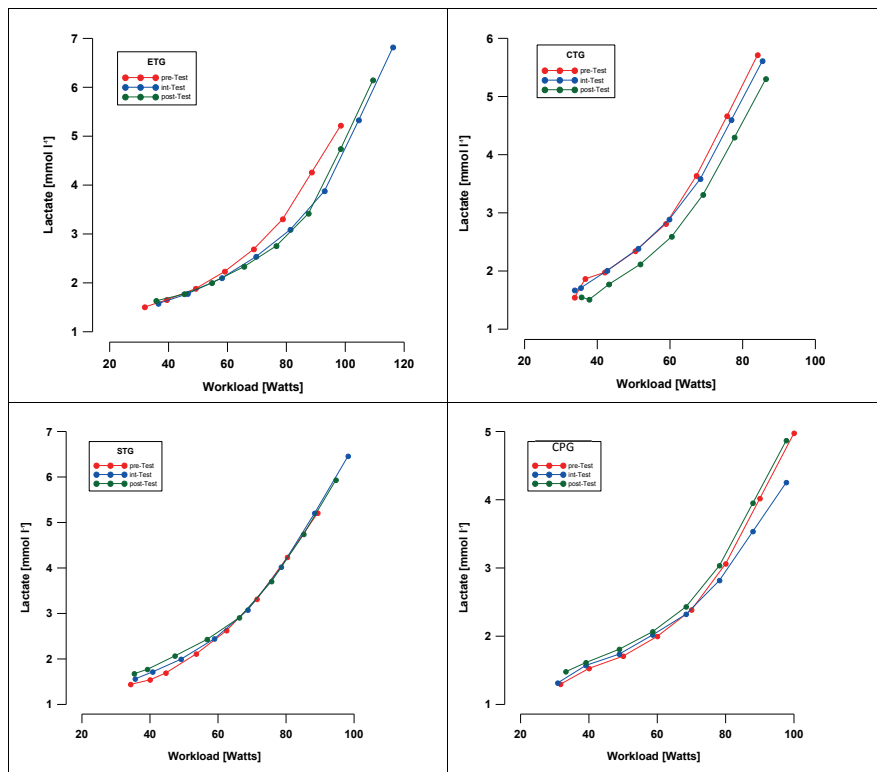 ETG
pre-Test
int-Test
post-Test
Lactate [mmol l⁻¹]
7
6
5
4
3
2
1
20 40 60 80 100 120
Workload [Watts]
CTG
pre-Test
int-Test
post-Test
Lactate [mmol l⁻¹]
6
5
4
3
2
1
20 40 60 80 100
Workload [Watts]
STG
pre-Test
int-Test
post-Test
Lactate [mmol l⁻¹]
7
6
5
4
3
2
1
20 40 60 80 100
Workload [Watts]
CPG
pre-Test
int-Test
post-Test
Lactate [mmol l⁻¹]
5
4
3
2
1
20 40 60 80 100
Workload [Watts]